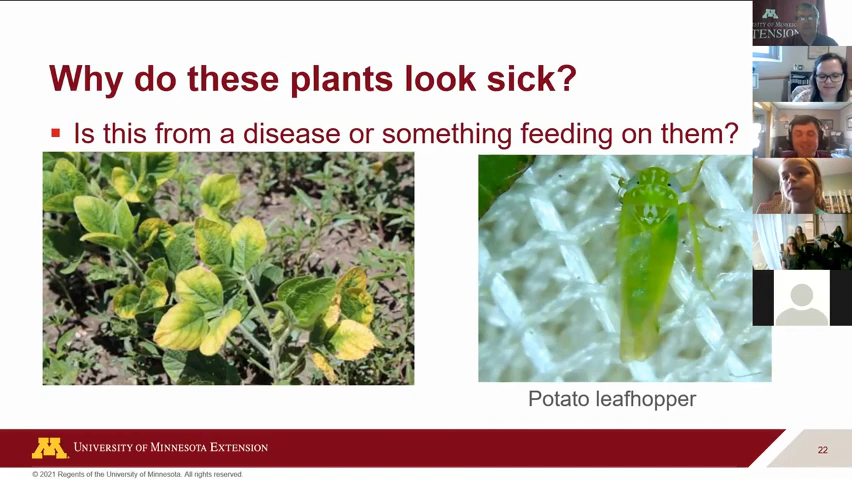 Why do these plants look sick?
Is this from a disease or something feeding on them?
Potato leafhopper
UNIVERSITY OF MINNESOTA EXTENSION
22
© 2021 Regents of the University of Minnesota. All rights reserved.